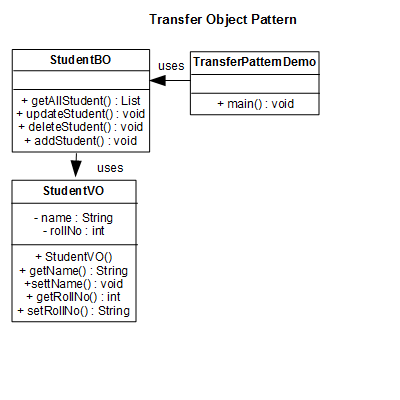 Transfer Object Pattern
StudentBO
+ getAllStudent() : List
+ updateStudent() : void
+ deleteStudent() : void
+ addStudent() : void
uses
TransferPatternDemo
+ main() : void
uses
StudentVO
- name : String
- rollNo : int
+ StudentVO()
+ getName() : String
+settName() : void
+ getRollNo() : int
+ setRollNo() : String